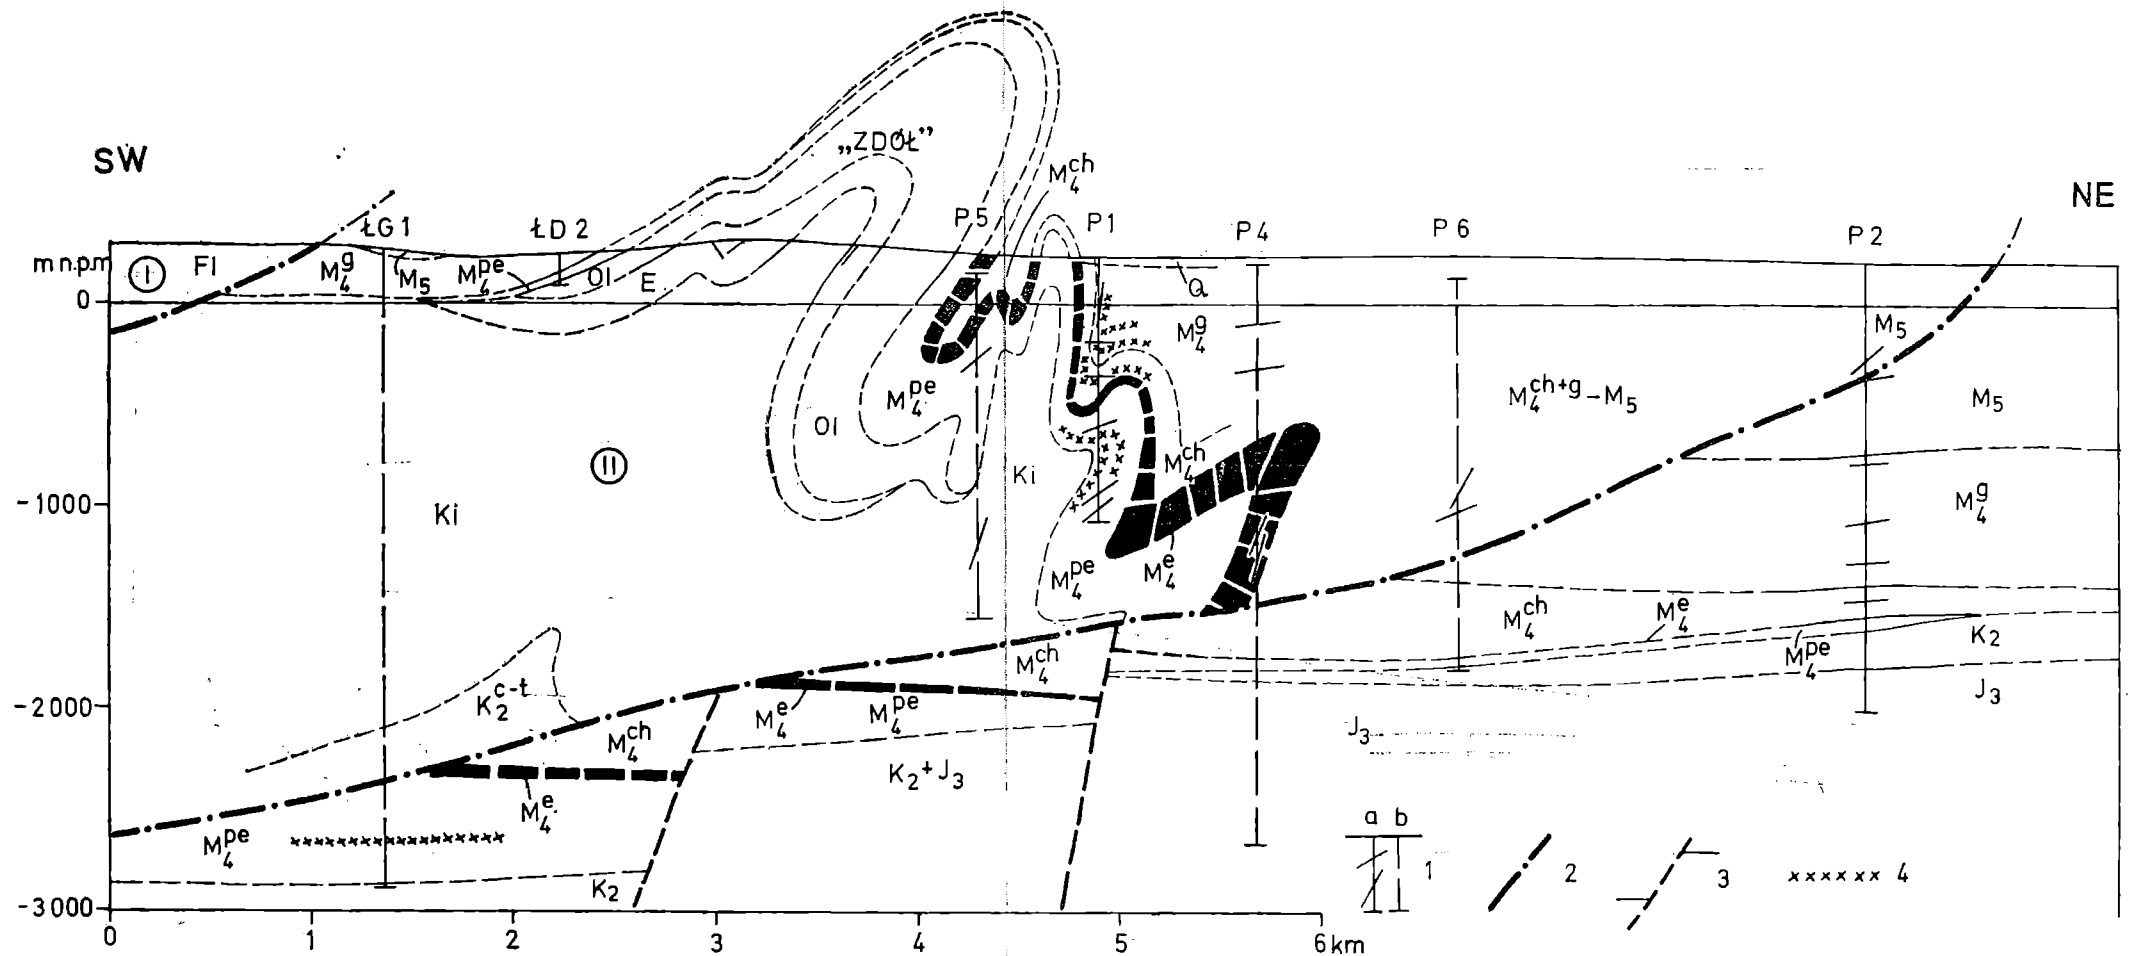 SW
„ZDÓŁ”
NE
M₄ᶜʰ
ŁG 1
ŁD 2
P 5
P 1
P 4
P 6
P 2
m n.p.m
I
Fl
M₄ᵍ
M₅
M₄ᵖᵉ
Ol
E
Q
0
M₄ᵍ
M₅
M₄ᵖᵉ
M₄ᶜʰ⁺ᵍ-M₅
M₅
Ol
II
Ki
M₄ᶜʰ
-1000
Ki
M₄ᵍ
M₄ᵖᵉ
M₄ᵉ
M₄ᶜʰ
M₄ᵉ
K₂
M₄ᵖᵉ
M₄ᶜʰ
K₂ᶜ⁻ᵗ
J₃
-2000
M₄ᵉ
M₄ᵖᵉ
J₃
M₄ᶜʰ
K₂+J₃
M₄ᵉ
M₄ᵖᵉ
a b
1
2
3
xxxxxx 4
K₂
-3000
0 1 2 3 4 5 6 km